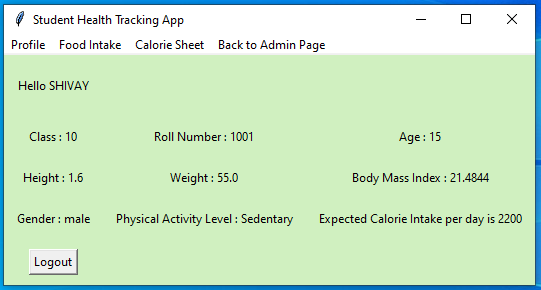 Student Health Tracking App
Profile Food Intake Calorie Sheet Back to Admin Page
Hello SHIVAY
Class : 10 Roll Number : 1001 Age : 15
Height : 1.6 Weight : 55.0 Body Mass Index : 21.4844
Gender : male Physical Activity Level : Sedentary Expected Calorie Intake per day is 2200
Logout